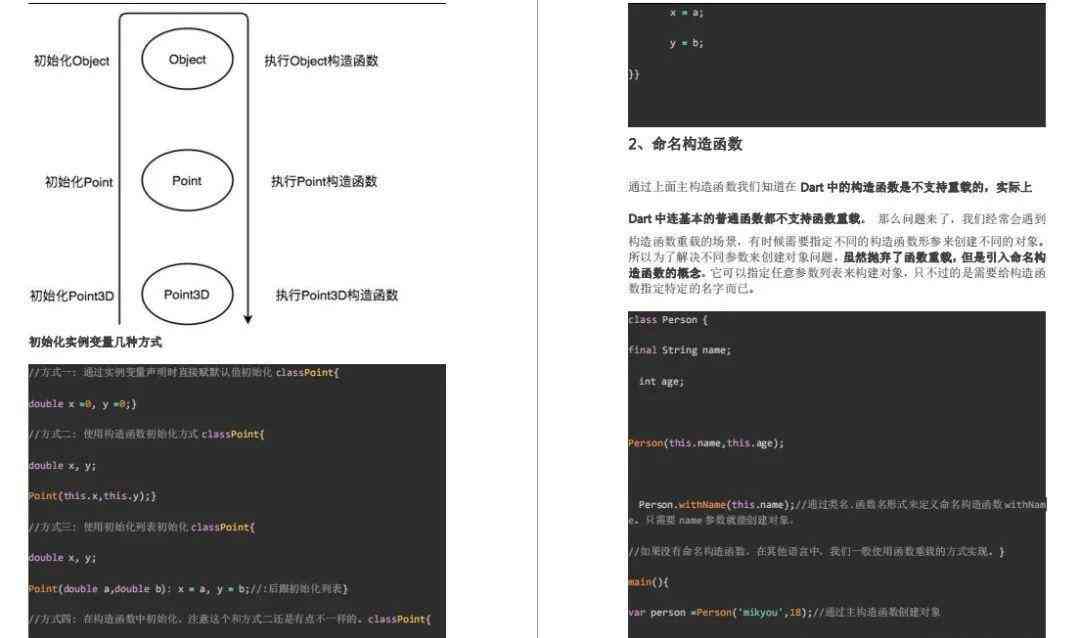 初始化Object
Object
执行Object构造函数
初始化Point
Point
执行Point构造函数
初始化Point3D
Point3D
执行Point3D构造函数
初始化实例变量几种方式
//方式一: 通过实例变量声明时直接赋默认值初始化 classPoint{
double x =0, y =0;}
//方式二: 使用构造函数初始化方式 classPoint{
double x, y;
Point(this.x,this.y);}
//方式三: 使用初始化列表初始化 classPoint{
double x, y;
Point(double a,double b): x = a, y = b;//:后跟初始化列表}
//方式四: 在构造函数中初始化，注意这个和方式二还是有点不一样的。classPoint{
x = a;
y = b;
}}
2、命名构造函数
通过上面主构造函数我们知道在 Dart 中的构造函数是不支持重载的，实际上
Dart 中连基本的普通函数都不支持函数重载。 那么问题来了，我们经常会遇到
构造函数重载的场景，有时候需要指定不同的构造函数形参来创建不同的对象。
所以为了解决不同参数来创建对象问题，虽然抛弃了函数重载，但是引入命名构
造函数的概念。它可以指定任意参数列表来构建对象，只不过的是需要给构造函
数指定特定的名字而已。
class Person {
final String name;
int age;
Person(this.name,this.age);
Person.withName(this.name);//通过类名.函数名形式来定义命名构造函数 withNam
e。只需要 name 参数就能创建对象，
//如果没有命名构造函数，在其他语言中，我们一般使用函数重载的方式实现。}
main(){
var person =Person('mikyou',18);//通过主构造函数创建对象